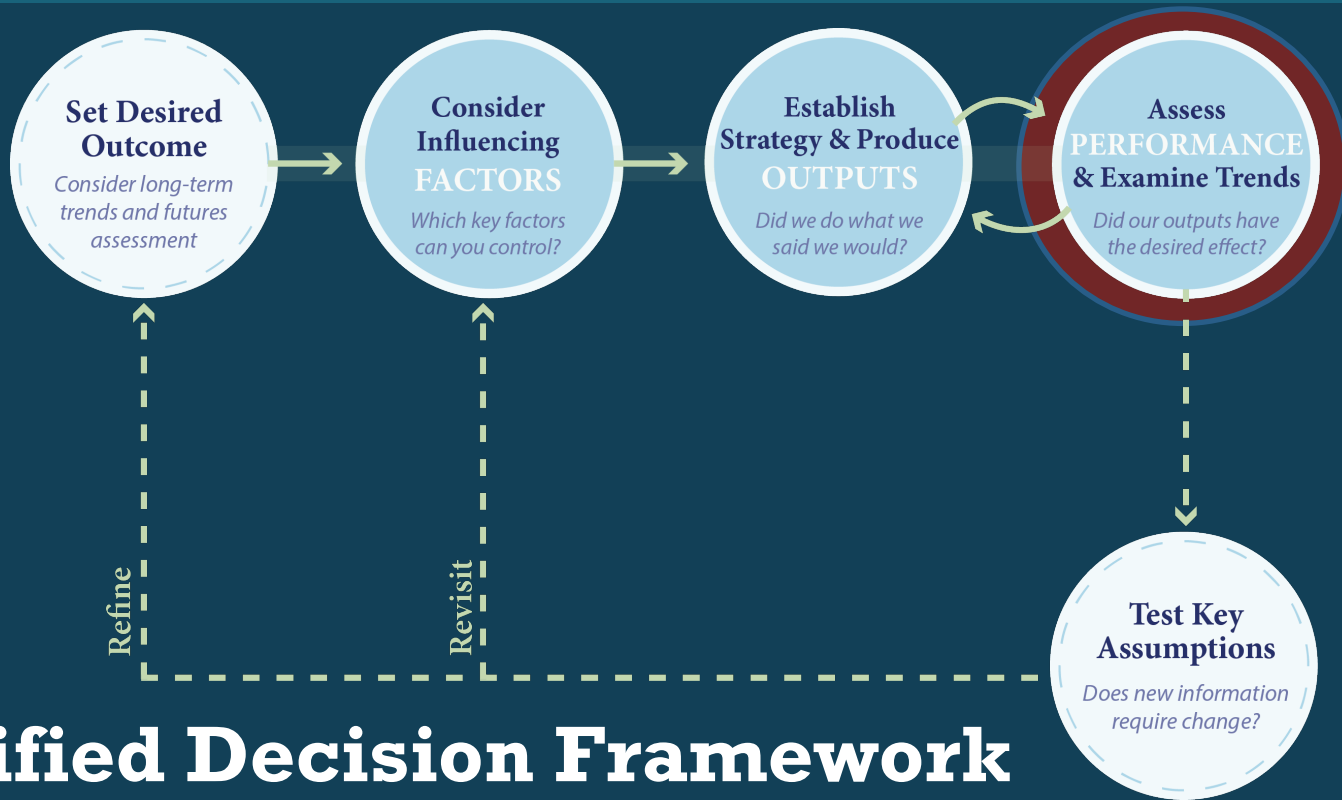 Set Desired
Outcome
Consider long-term
trends and futures
assessment
Consider
Influencing
FACTORS
Which key factors
can you control?
Establish
Strategy & Produce
OUTPUTS
Did we do what we
said we would?
Assess
PERFORMANCE
& Examine Trends
Did our outputs have
the desired effect?
Refine
Revisit
Test Key
Assumptions
Does new information
require change?
ified Decision Framework